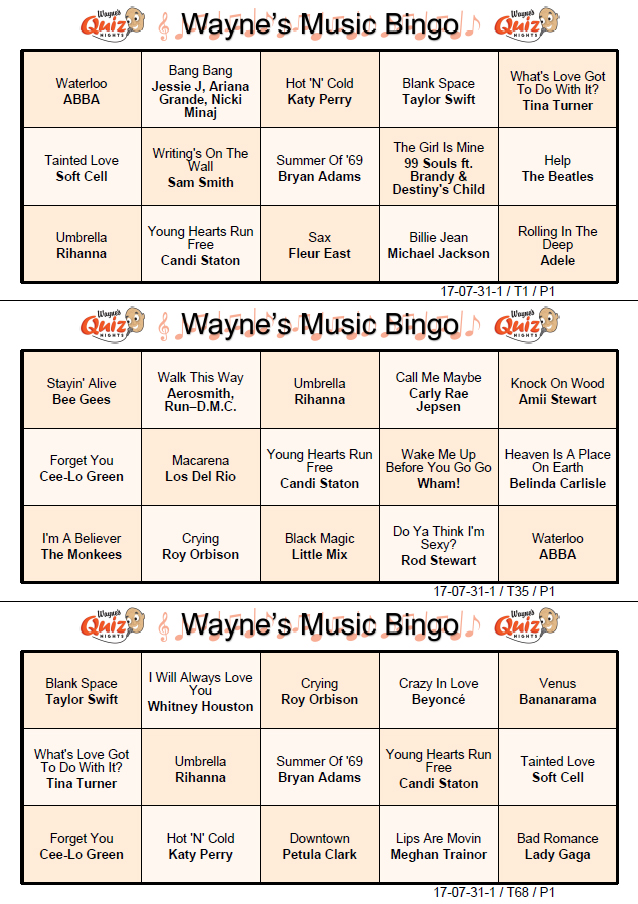 Wayne's
Quiz
NIGHTS
Wayne's Music Bingo
Wayne's
Quiz
NIGHTS
Waterloo
ABBA
Bang Bang
Jessie J, Ariana
Grande, Nicki
Minaj
Hot 'N' Cold
Katy Perry
Blank Space
Taylor Swift
What's Love Got
To Do With It?
Tina Turner
Tainted Love
Soft Cell
Writing's On The
Wall
Sam Smith
Summer Of '69
Bryan Adams
The Girl Is Mine
99 Souls ft.
Brandy &
Destiny's Child
Help
The Beatles
Umbrella
Rihanna
Young Hearts Run
Free
Candi Staton
Sax
Fleur East
Billie Jean
Michael Jackson
Rolling In The
Deep
Adele
17-07-31-1 / T1 / P1
Wayne's
Quiz
NIGHTS
Wayne's Music Bingo
Wayne's
Quiz
NIGHTS
Stayin' Alive
Bee Gees
Walk This Way
Aerosmith,
Run–D.M.C.
Umbrella
Rihanna
Call Me Maybe
Carly Rae
Jepsen
Knock On Wood
Amii Stewart
Forget You
Cee-Lo Green
Macarena
Los Del Rio
Young Hearts Run
Free
Candi Staton
Wake Me Up
Before You Go Go
Wham!
Heaven Is A Place
On Earth
Belinda Carlisle
I'm A Believer
The Monkees
Crying
Roy Orbison
Black Magic
Little Mix
Do Ya Think I'm
Sexy?
Rod Stewart
Waterloo
ABBA
17-07-31-1 / T35 / P1
Wayne's
Quiz
NIGHTS
Wayne's Music Bingo
Wayne's
Quiz
NIGHTS
Blank Space
Taylor Swift
I Will Always Love
You
Whitney Houston
Crying
Roy Orbison
Crazy In Love
Beyoncé
Venus
Bananarama
What's Love Got
To Do With It?
Tina Turner
Umbrella
Rihanna
Summer Of '69
Bryan Adams
Young Hearts Run
Free
Candi Staton
Tainted Love
Soft Cell
Forget You
Cee-Lo Green
Hot 'N' Cold
Katy Perry
Downtown
Petula Clark
Lips Are Movin
Meghan Trainor
Bad Romance
Lady Gaga
17-07-31-1 / T68 / P1